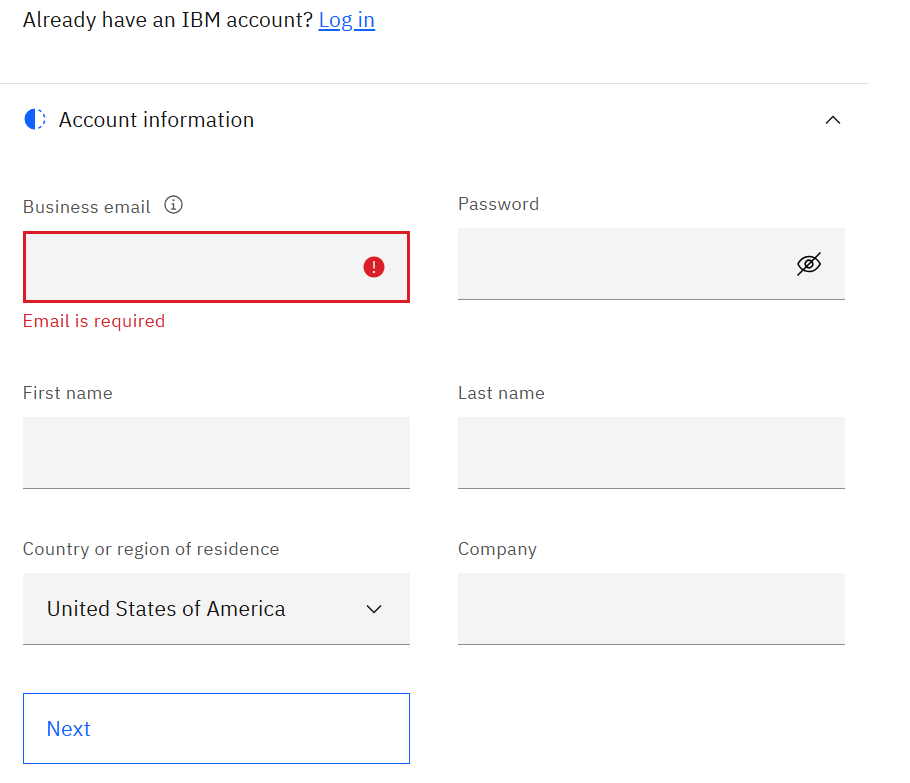 Already have an IBM account? Log in
Account information
Business email
Password
Email is required
First name
Last name
Country or region of residence
Company
United States of America
Next